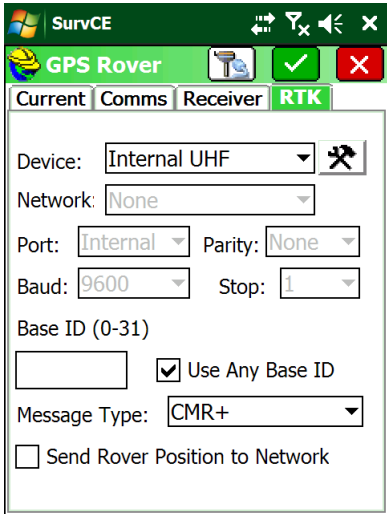 SurvCE
GPS Rover
Current Comms Receiver RTK
Device: Internal UHF
Network: None
Port: Internal Parity: None
Baud: 9600 Stop: 1
Base ID (0-31)
Use Any Base ID
Message Type: CMR+
Send Rover Position to Network